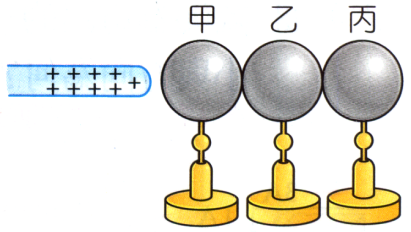 甲 乙 丙
+ + + +
+
+ + + +